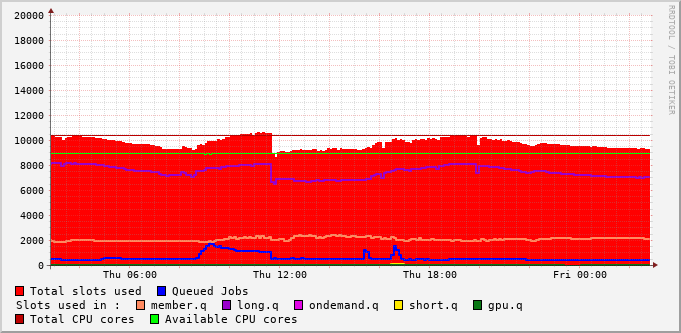 RRDTOOL / TOBI OETIKER
20000
18000
16000
14000
12000
10000
8000
6000
4000
2000
0
Thu 06:00 Thu 12:00 Thu 18:00 Fri 00:00
Total slots used Queued Jobs
Slots used in : member.q long.q ondemand.q short.q gpu.q
Total CPU cores Available CPU cores